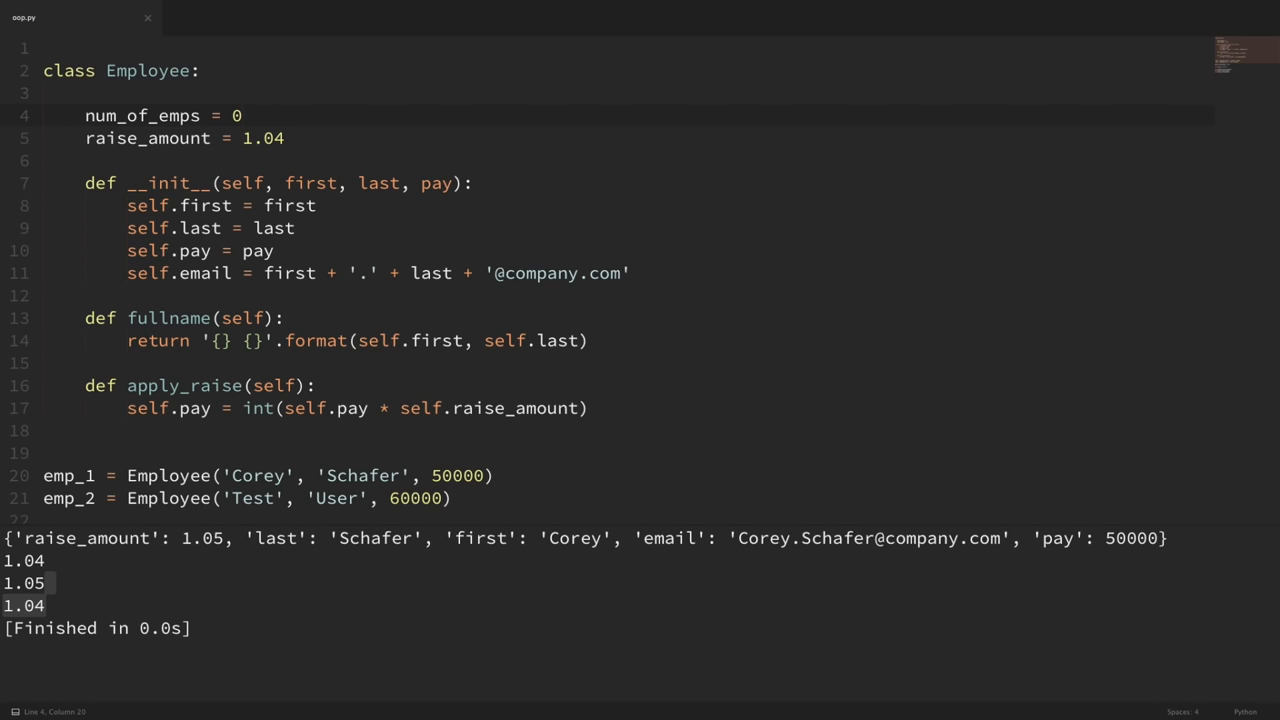 oop.py ×
1
2 class Employee:
3
4     num_of_emps = 0
5     raise_amount = 1.04
6
7     def __init__(self, first, last, pay):
8         self.first = first
9         self.last = last
10         self.pay = pay
11         self.email = first + '.' + last + '@company.com'
12
13     def fullname(self):
14         return '{} {}'.format(self.first, self.last)
15
16     def apply_raise(self):
17         self.pay = int(self.pay * self.raise_amount)
18
19
20 emp_1 = Employee('Corey', 'Schafer', 50000)
21 emp_2 = Employee('Test', 'User', 60000)
22
{'raise_amount': 1.05, 'last': 'Schafer', 'first': 'Corey', 'email': 'Corey.Schafer@company.com', 'pay': 50000}
1.04
1.05
1.04
[Finished in 0.0s]
Line 4, Column 20 Spaces: 4 Python